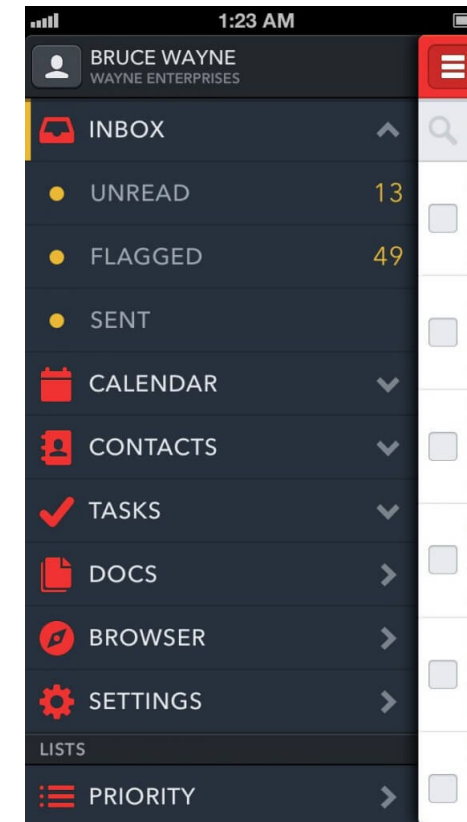 1:23 AM
BRUCE WAYNE
WAYNE ENTERPRISES
INBOX
UNREAD 13
FLAGGED 49
SENT
CALENDAR
CONTACTS
TASKS
DOCS
BROWSER
SETTINGS
LISTS
PRIORITY